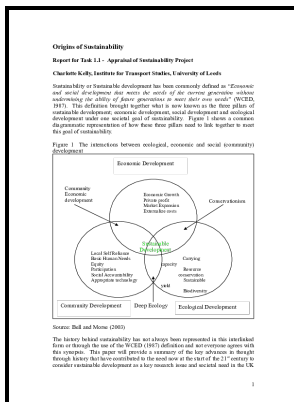 Origins of Sustainability
Report for Task 1.1 - Appraisal of Sustainability Project
Charlotte Kelly, Institute for Transport Studies, University of Leeds
Sustainability or Sustainable development has been commonly defined as "Economic
and social development that meets the needs of the current generation without
undermining the ability of future generations to meet their own needs" (WCED,
1987). This definition brought together what is now known as the three pillars of
sustainable development; economic development, social development and ecological
development under one societal goal of sustainability. Figure 1 shows a common
diagrammatic representation of how these three pillars need to link together to meet
this goal of sustainability.
Figure 1 The interactions between ecological, economic and social (community)
development
Economic Development
Community
Economic
development
Economic Growth
Private profit
Market Expansion
Externalise costs
Conservationism
Sustainable
Development
Local Self Reliance
Basic Human Needs
Equity
Participation
Social Accountability
Appropriate technology
Carrying
capacity
Resource
conservation
Sustainable
yield
Biodiversity
Community Development
Deep Ecology
Ecological Development
Source: Bell and Morse (2003)
The history behind sustainability has not always been represented in this interlinked
form or through the use of the WCED (1987) definition and not everyone agrees with
this synopsis. This paper will provide a summary of the key advances in thought
through history that have contributed to the need now at the start of the 21st century to
consider sustainable development as a key research issue and societal need in the UK
1